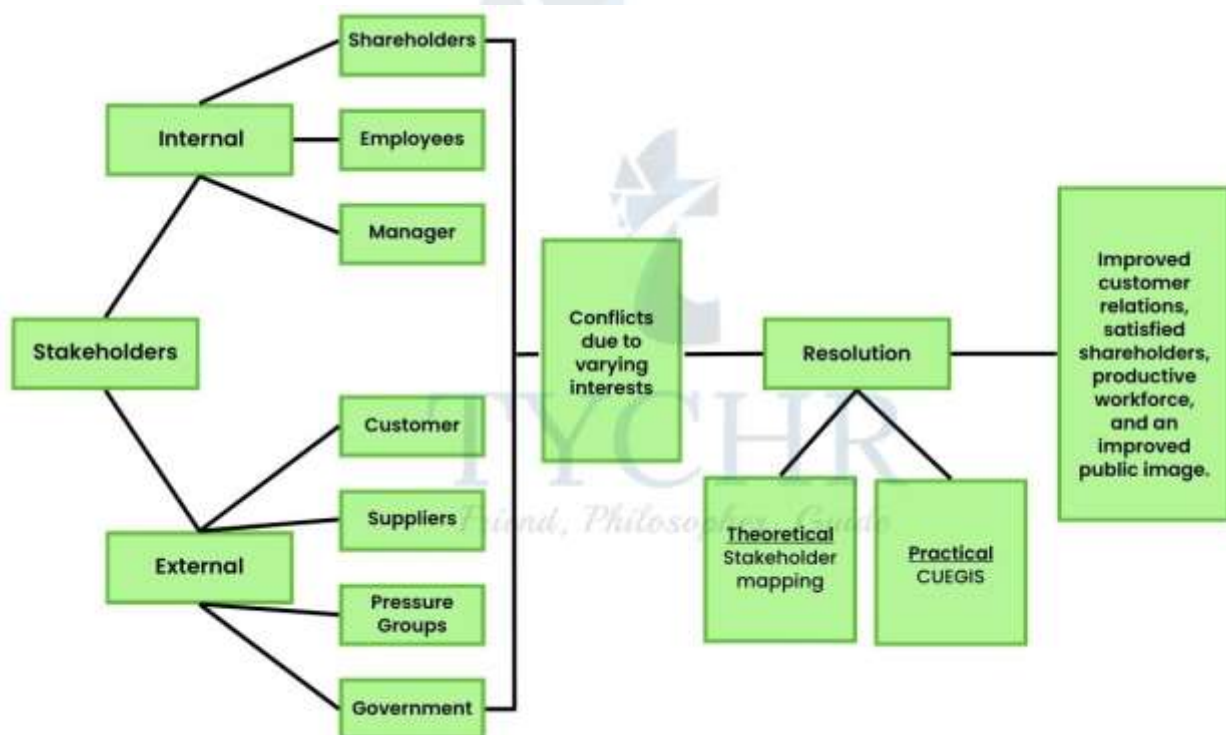 Shareholders
Internal
Employees
Manager
Stakeholders
Customer
Suppliers
External
Pressure
Groups
Government
Conflicts
due to
varying
interests
Resolution
Theoretical
Stakeholder
mapping
Practical
CUEGIS
Improved
customer
relations,
satisfied
shareholders,
productive
workforce,
and an
improved
public image.
TYCHR
Friend, Philosopher, Guide